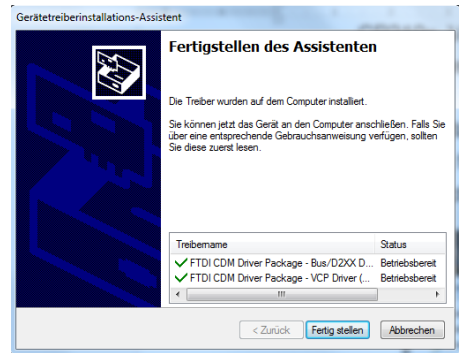 Gerätetreiberinstallations-Assistent
Fertigstellen des Assistenten
Die Treiber wurden auf dem Computer installiert.
Sie können jetzt das Gerät an den Computer anschließen. Falls Sie
über eine entsprechende Gebrauchsanweisung verfügen, sollten
Sie diese zuerst lesen.
Treibername Status
FTDI CDM Driver Package - Bus/D2XX D... Betriebsbereit
FTDI CDM Driver Package - VCP Driver (... Betriebsbereit
< Zurück Fertig stellen Abbrechen